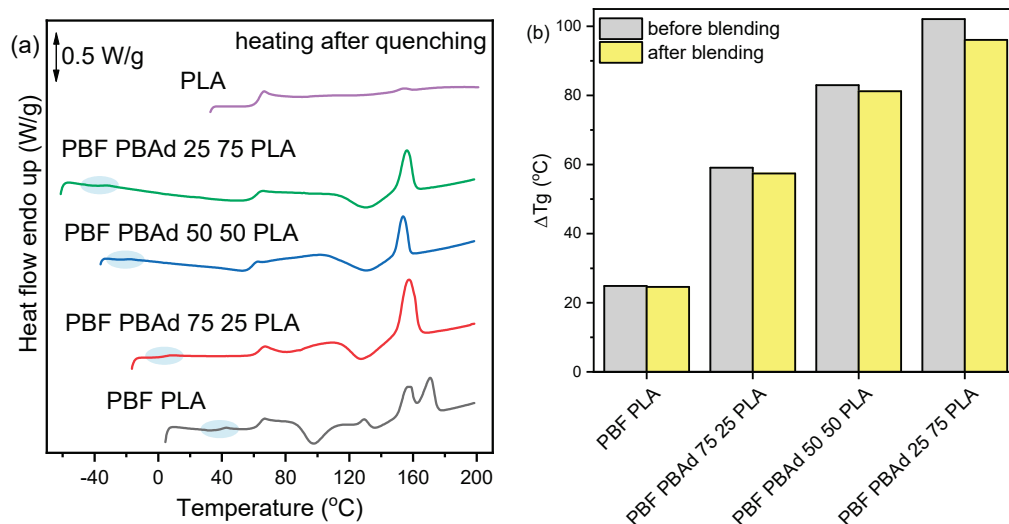 (a)
0.5 W/g
heating after quenching
PLA
PBF PBAd 25 75 PLA
PBF PBAd 50 50 PLA
PBF PBAd 75 25 PLA
PBF PLA
Heat flow endo up (W/g)
-40 0 40 80 120 160 200
Temperature (°C)
(b)
before blending
after blending
100
80
60
40
20
0
ΔTg (°C)
PBF PLA
PBF PBAd 75 25 PLA
PBF PBAd 50 50 PLA
PBF PBAd 25 75 PLA